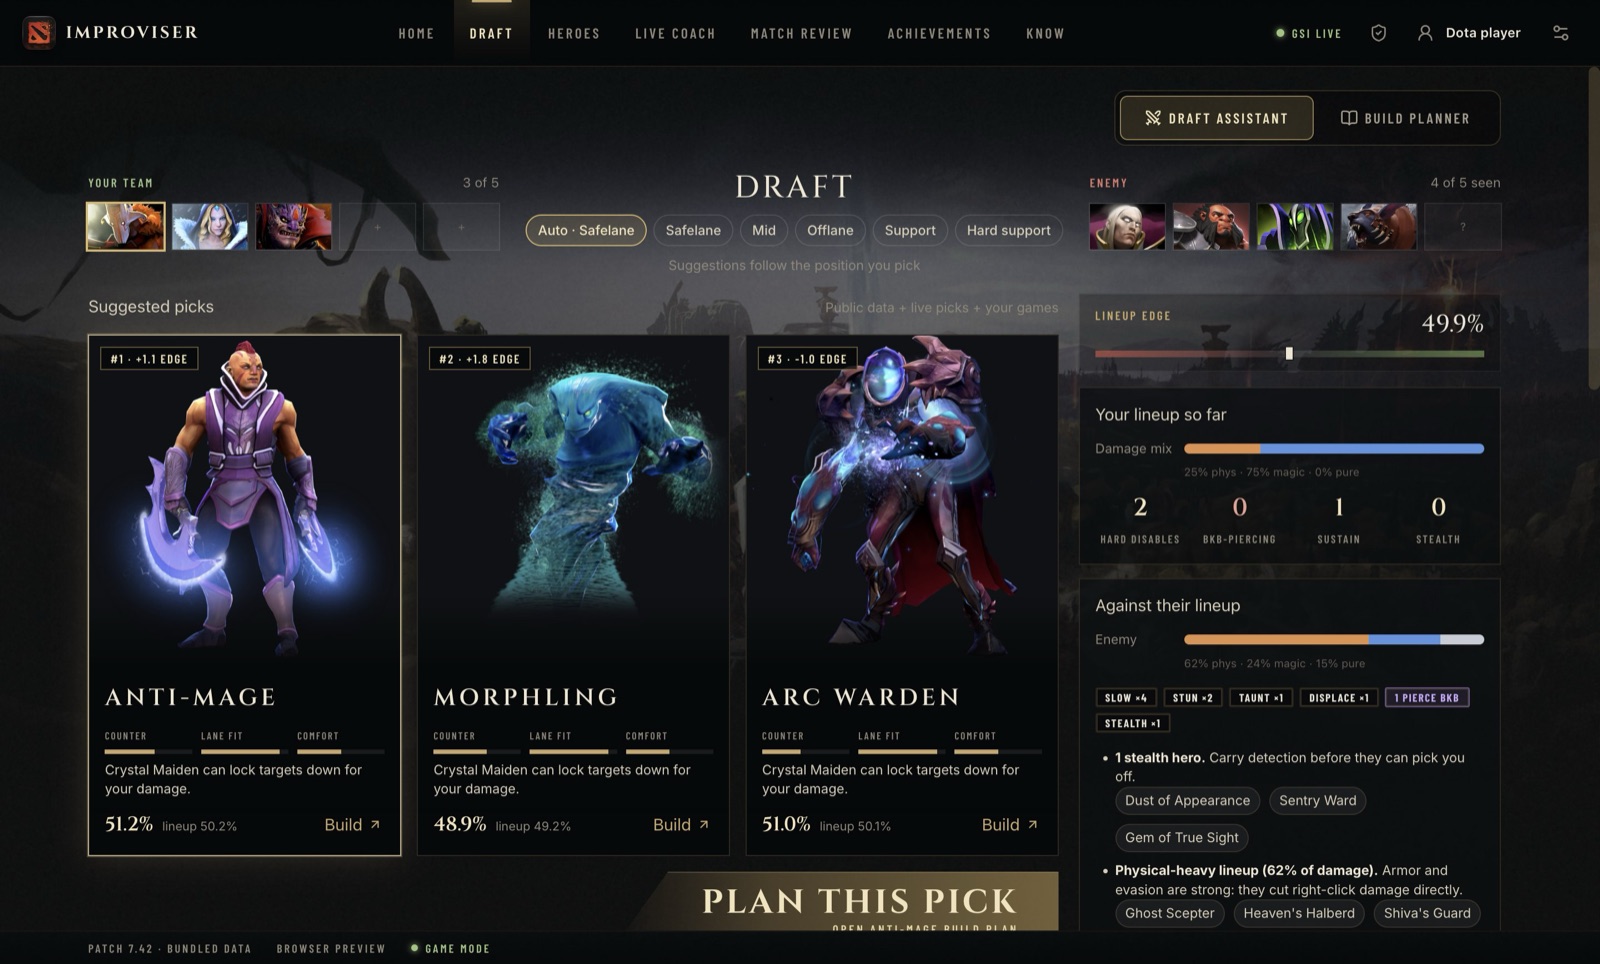 IMPROVISER
HOME
DRAFT
HEROES
LIVE COACH
MATCH REVIEW
ACHIEVEMENTS
KNOW
GSI LIVE
Dota player
DRAFT ASSISTANT
BUILD PLANNER
YOUR TEAM
3 of 5
+
+
DRAFT
Auto · Safelane
Safelane
Mid
Offlane
Support
Hard support
Suggestions follow the position you pick
ENEMY
4 of 5 seen
?
Suggested picks
Public data + live picks + your games
#1 · +1.1 EDGE
ANTI-MAGE
COUNTER
LANE FIT
COMFORT
Crystal Maiden can lock targets down for
your damage.
51.2% lineup 50.2%
Build ↗
#2 · +1.8 EDGE
MORPHLING
COUNTER
LANE FIT
COMFORT
Crystal Maiden can lock targets down for
your damage.
48.9% lineup 49.2%
Build ↗
#3 · -1.0 EDGE
ARC WARDEN
COUNTER
LANE FIT
COMFORT
Crystal Maiden can lock targets down for
your damage.
51.0% lineup 50.1%
Build ↗
PLAN THIS PICK
OPEN ANTI-MAGE BUILD PLAN
LINEUP EDGE
49.9%
Your lineup so far
Damage mix
25% phys · 75% magic · 0% pure
2
HARD DISABLES
0
BKB-PIERCING
1
SUSTAIN
0
STEALTH
Against their lineup
Enemy
62% phys · 24% magic · 15% pure
SLOW ×4
STUN ×2
TAUNT ×1
DISPLACE ×1
1 PIERCE BKB
STEALTH ×1
• 1 stealth hero. Carry detection before they can pick you
off.
Dust of Appearance
Sentry Ward
Gem of True Sight
• Physical-heavy lineup (62% of damage). Armor and
evasion are strong: they cut right-click damage directly.
Ghost Scepter
Heaven's Halberd
Shiva's Guard
PATCH 7.42 · BUNDLED DATA
BROWSER PREVIEW
GAME MODE